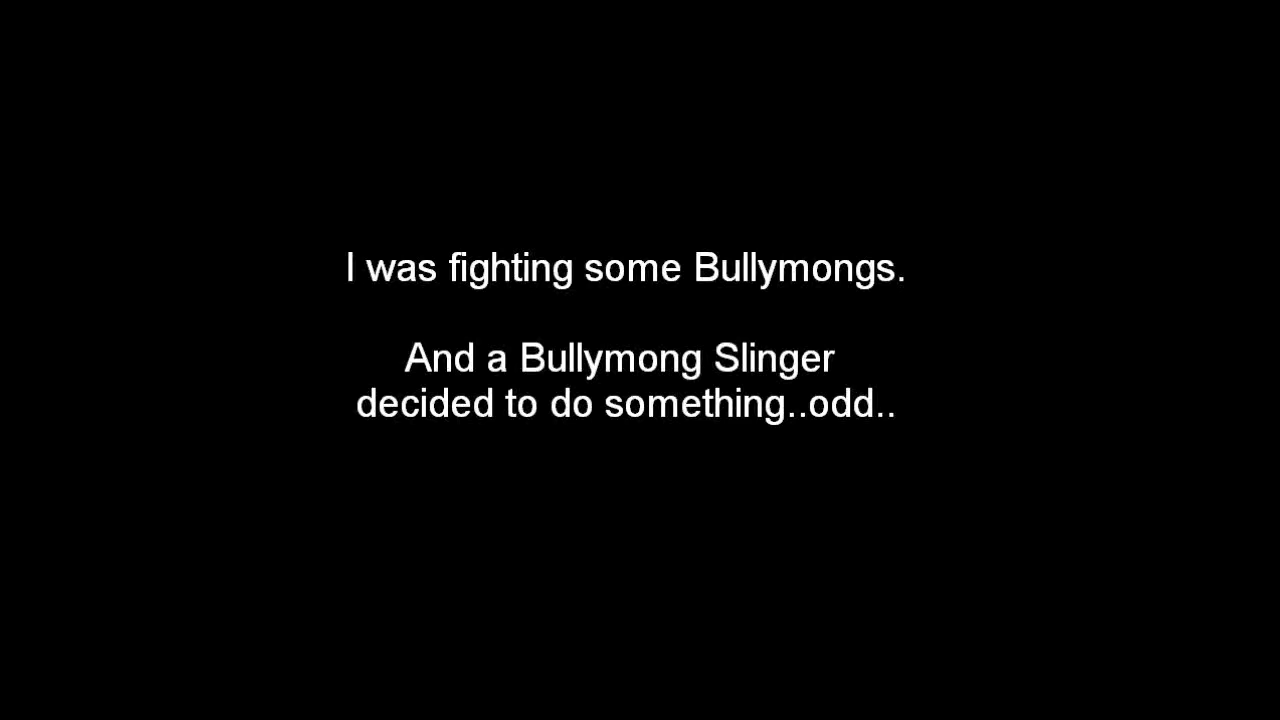 I was fighting some Bullymongs.
And a Bullymong Slinger
decided to do something..odd..